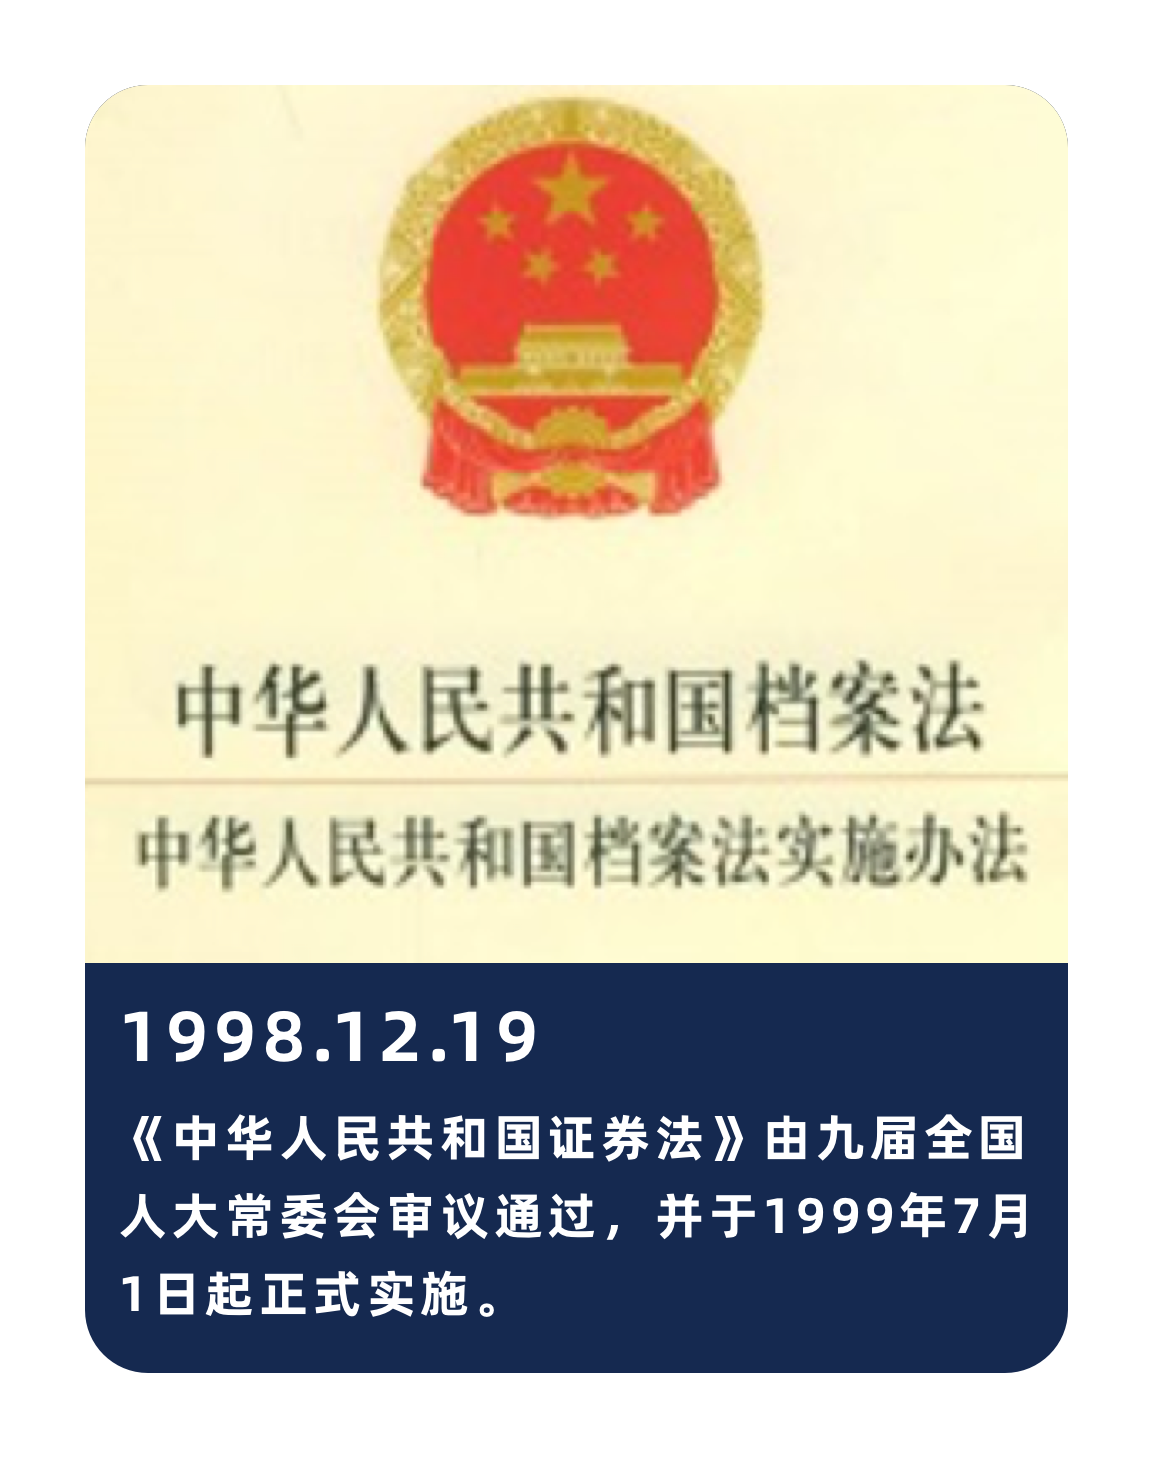 中华人民共和国档案法
中华人民共和国档案法实施办法
1998.12.19
《中华人民共和国证券法》由九届全国
人大常委会审议通过，并于1999年7月
1日起正式实施。